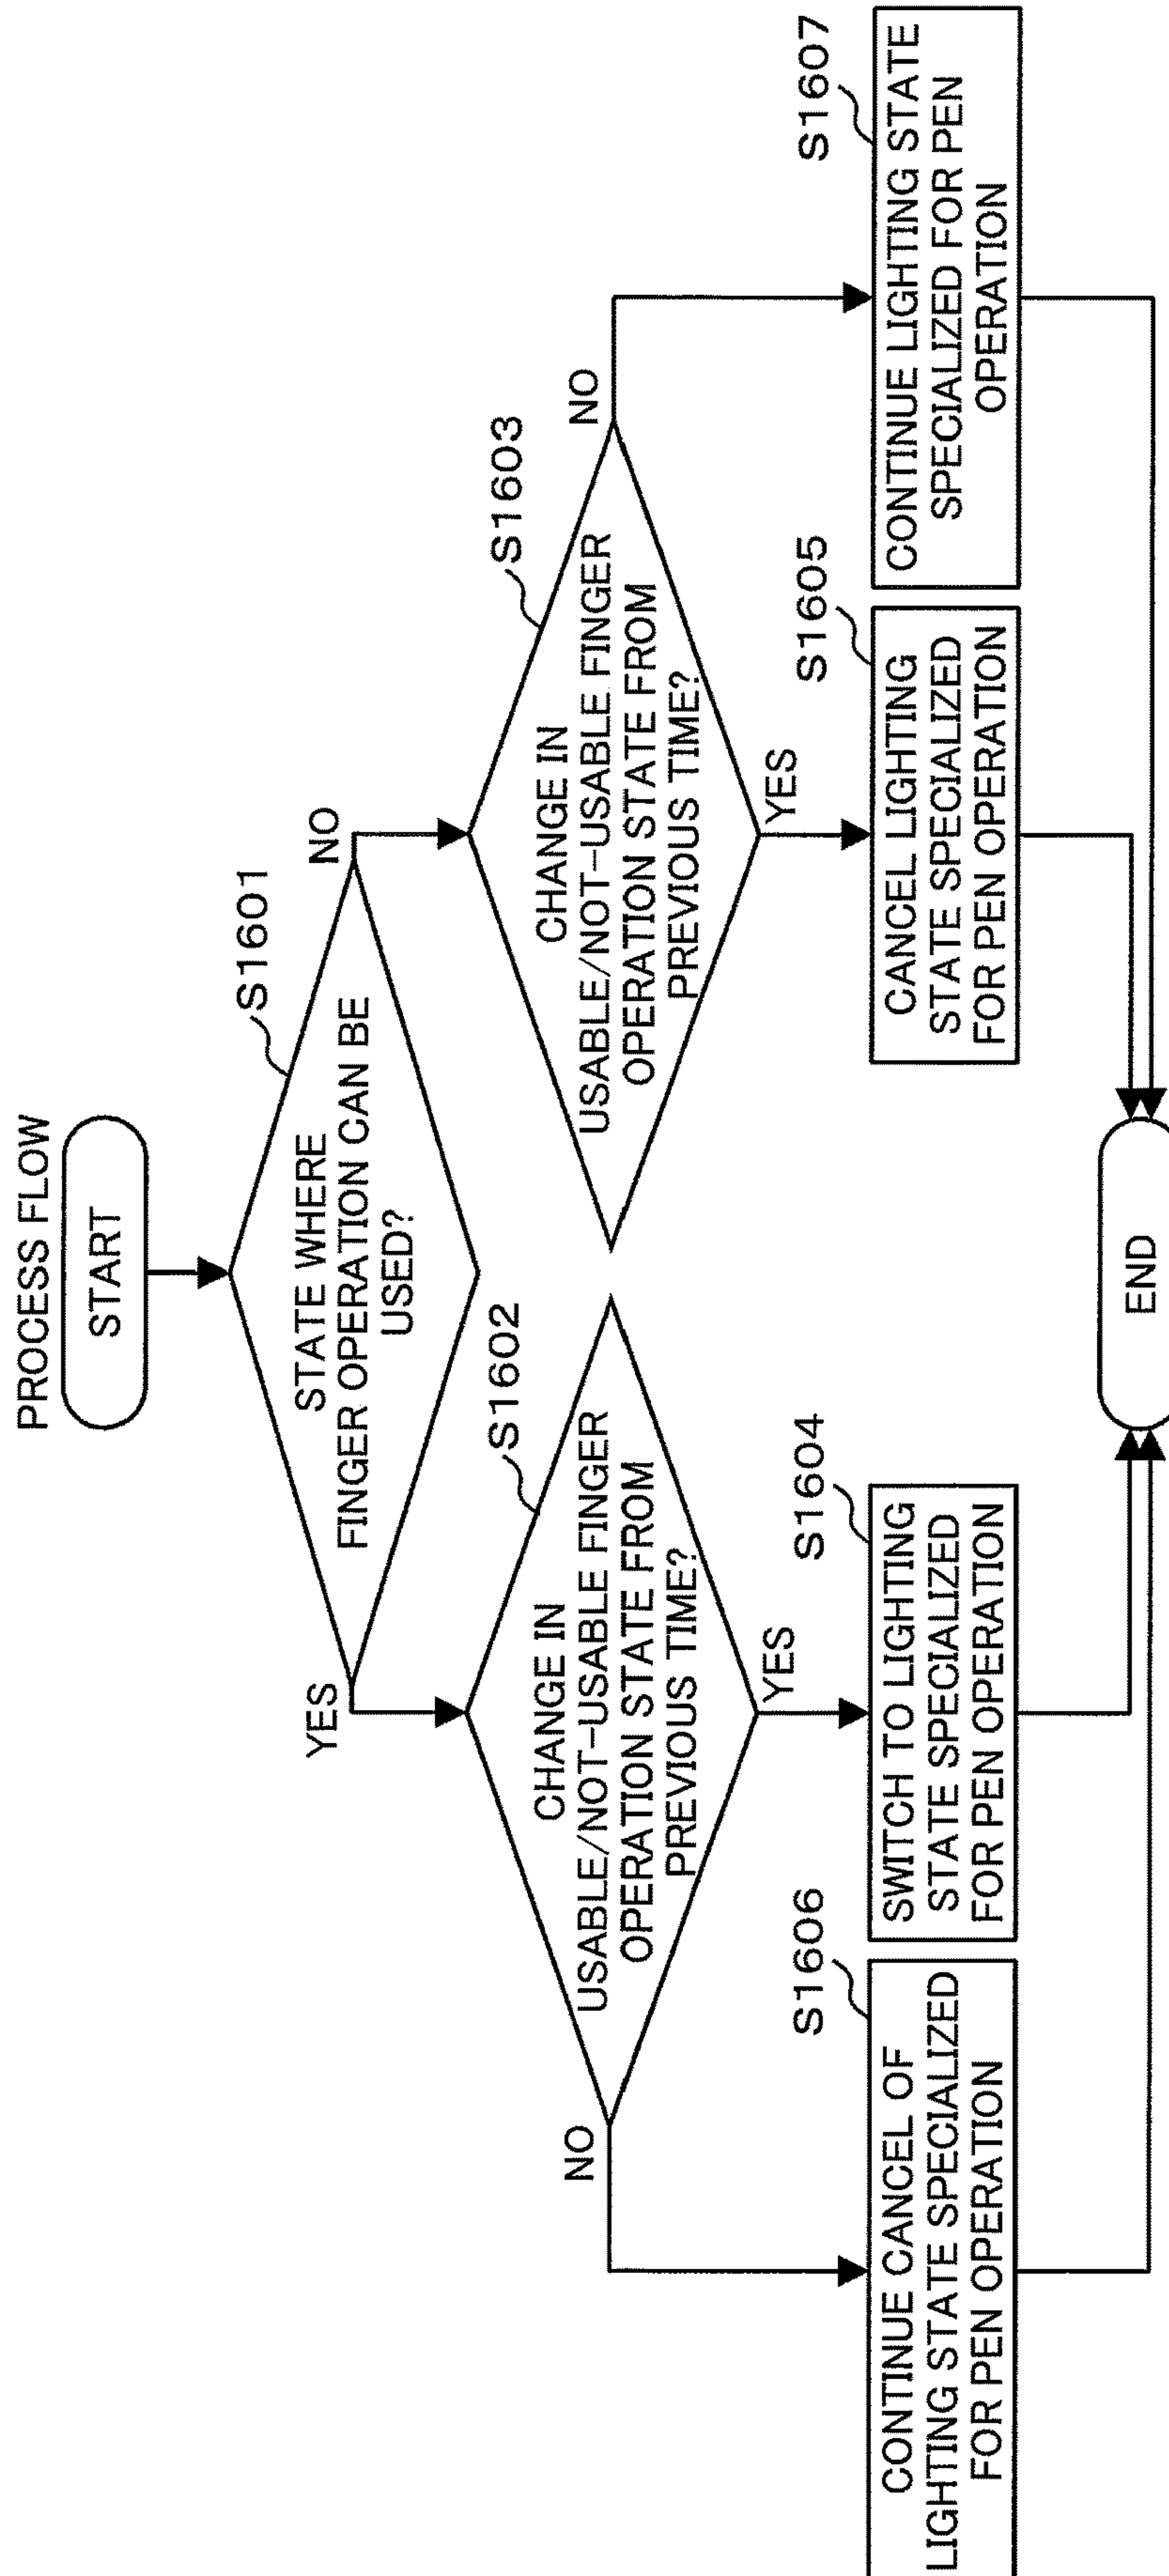 PROCESS FLOW
START
S1601
STATE WHERE
FINGER OPERATION CAN BE
USED?
YES
NO
S1602
CHANGE IN
USABLE/NOT-USABLE FINGER
OPERATION STATE FROM
PREVIOUS TIME?
NO
YES
S1603
CHANGE IN
USABLE/NOT-USABLE FINGER
OPERATION STATE FROM
PREVIOUS TIME?
NO
YES
S1606
CONTINUE CANCEL OF
LIGHTING STATE SPECIALIZED
FOR PEN OPERATION
S1604
SWITCH TO LIGHTING
STATE SPECIALIZED
FOR PEN OPERATION
S1605
CANCEL LIGHTING
STATE SPECIALIZED
FOR PEN OPERATION
S1607
CONTINUE LIGHTING STATE
SPECIALIZED FOR PEN
OPERATION
END